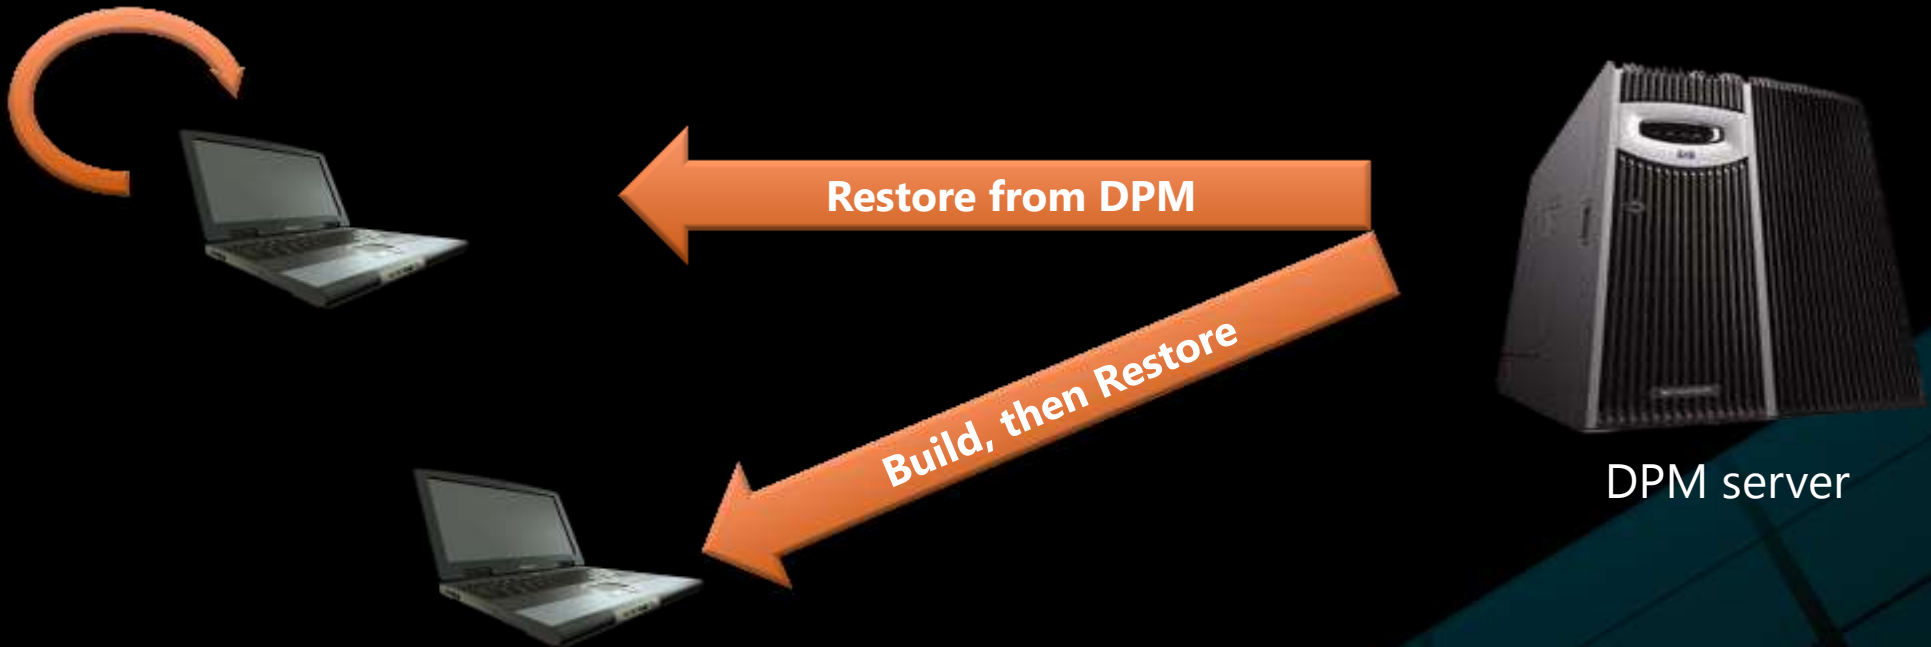 Restore from DPM
Build, then Restore
DPM server